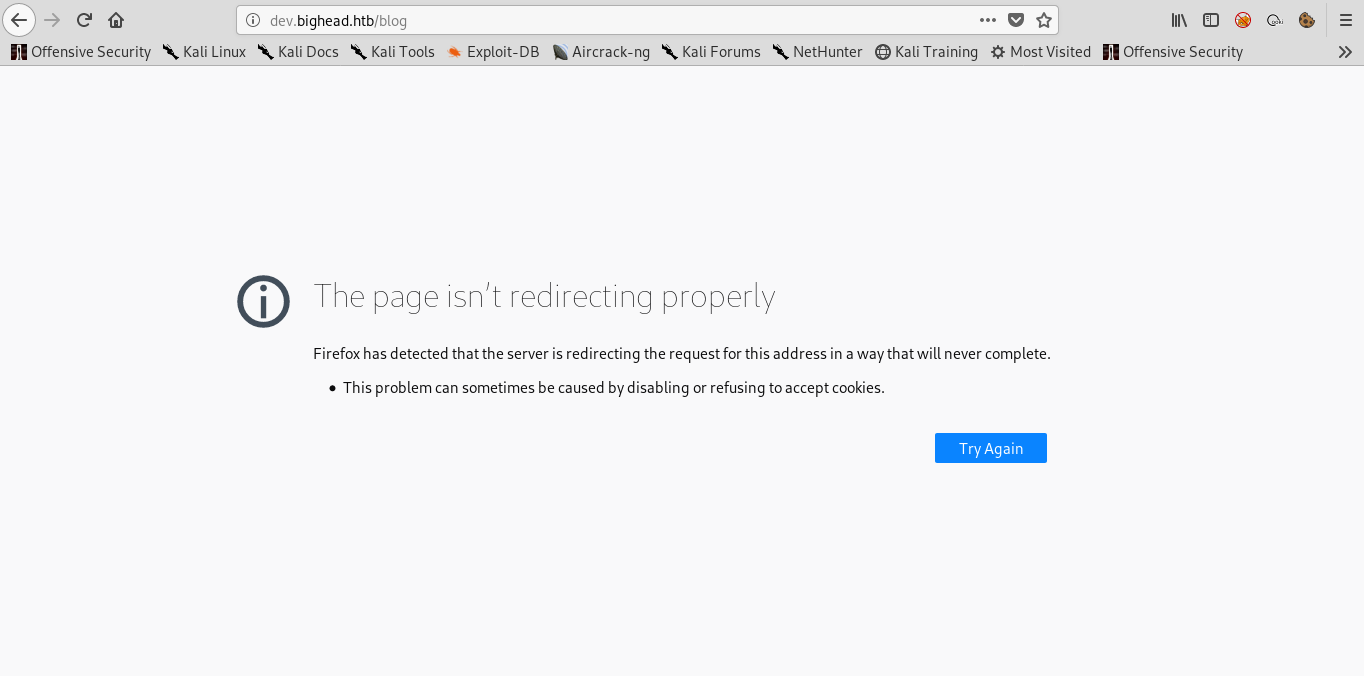 dev.bighead.htb/blog
Offensive Security Kali Linux Kali Docs Kali Tools Exploit-DB Aircrack-ng Kali Forums NetHunter Kali Training Most Visited Offensive Security
The page isn’t redirecting properly
Firefox has detected that the server is redirecting the request for this address in a way that will never complete.
• This problem can sometimes be caused by disabling or refusing to accept cookies.
Try Again